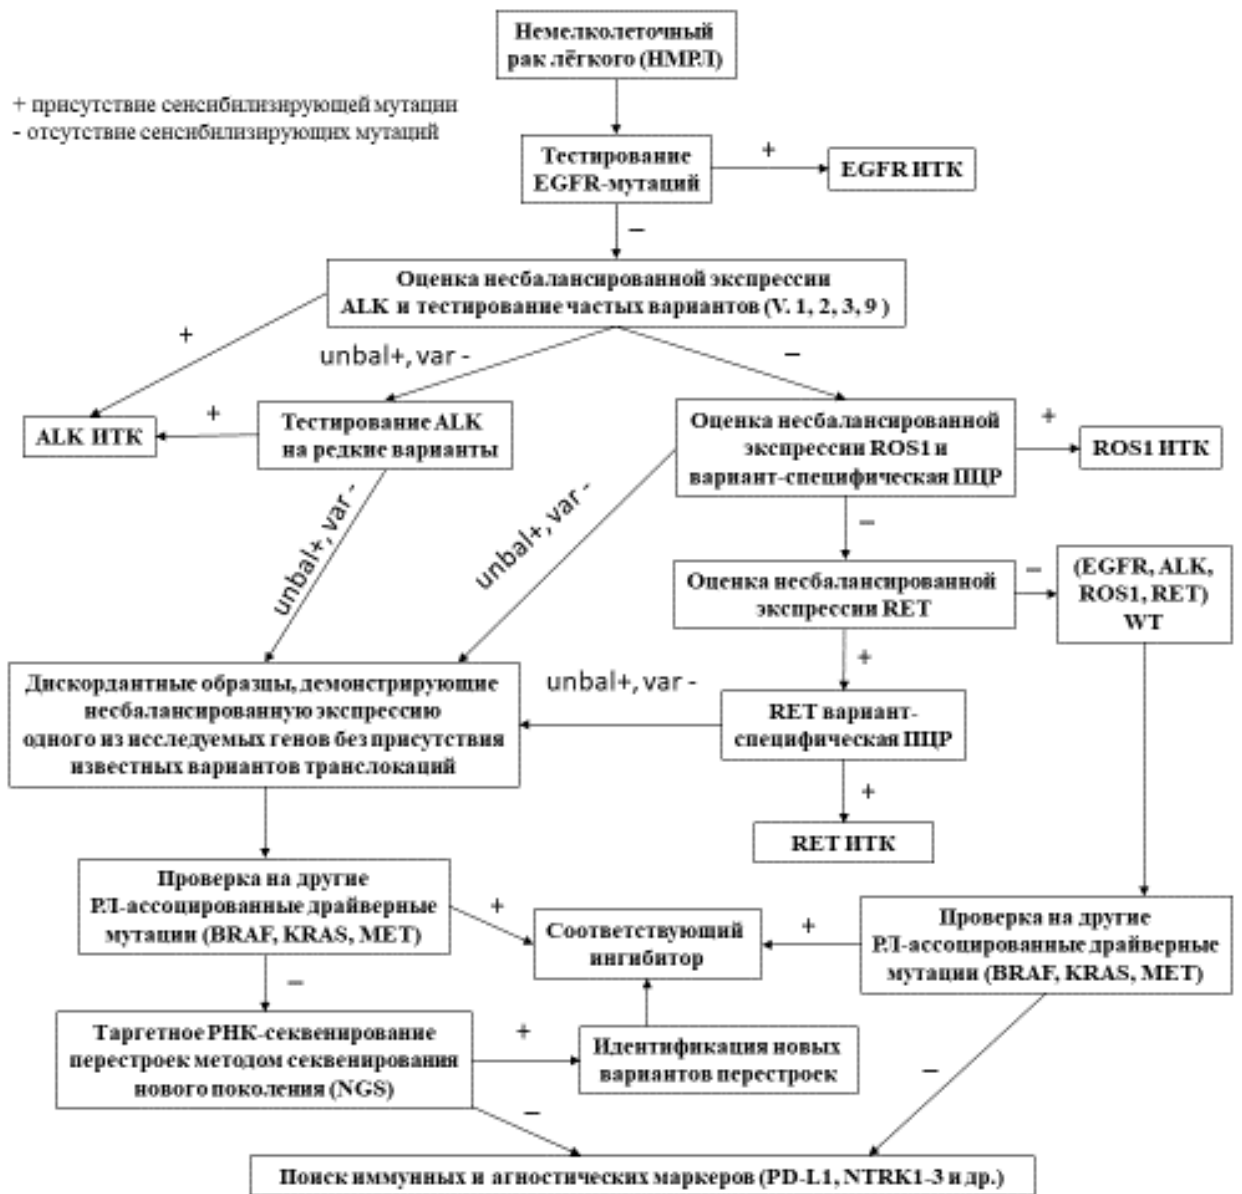 Немелколеточный
рак лёгкого (НМРЛ)
+ присутствие сенсибилизирующей мутации
- отсутствие сенсибилизирующих мутаций
Тестирование
EGFR-мутаций
+
EGFR ИТК
–
Оценка несбалансированной экспрессии
ALK и тестирование частых вариантов (V. 1, 2, 3, 9 )
+
unbal+, var -
–
ALK ИТК
+
Тестирование ALK
на редкие варианты
Оценка несбалансированной
экспрессии ROS1 и
вариант-специфическая ПЦР
+
ROS1 ИТК
unbal+, var -
unbal+, var -
–
Оценка несбалансированной
экспрессии RET
–
(EGFR, ALK,
ROS1, RET)
WT
+
Дискордантные образцы, демонстрирующие
несбалансированную экспрессию
одного из исследуемых генов без присутствия
известных вариантов транслокаций
unbal+, var -
RET вариант-
специфическая ПЦР
+
RET ИТК
Проверка на другие
РЛ-ассоцированные драйверные
мутации (BRAF, KRAS, MET)
+
Соответствующий
ингибитор
+
Проверка на другие
РЛ-ассоцированные драйверные
мутации (BRAF, KRAS, MET)
–
Таргетное РНК-секвенирование
перестроек методом секвенирования
нового поколения (NGS)
+
Идентификация новых
вариантов перестроек
–
–
Поиск иммунных и агностических маркеров (PD-L1, NTRK1-3 и др.)